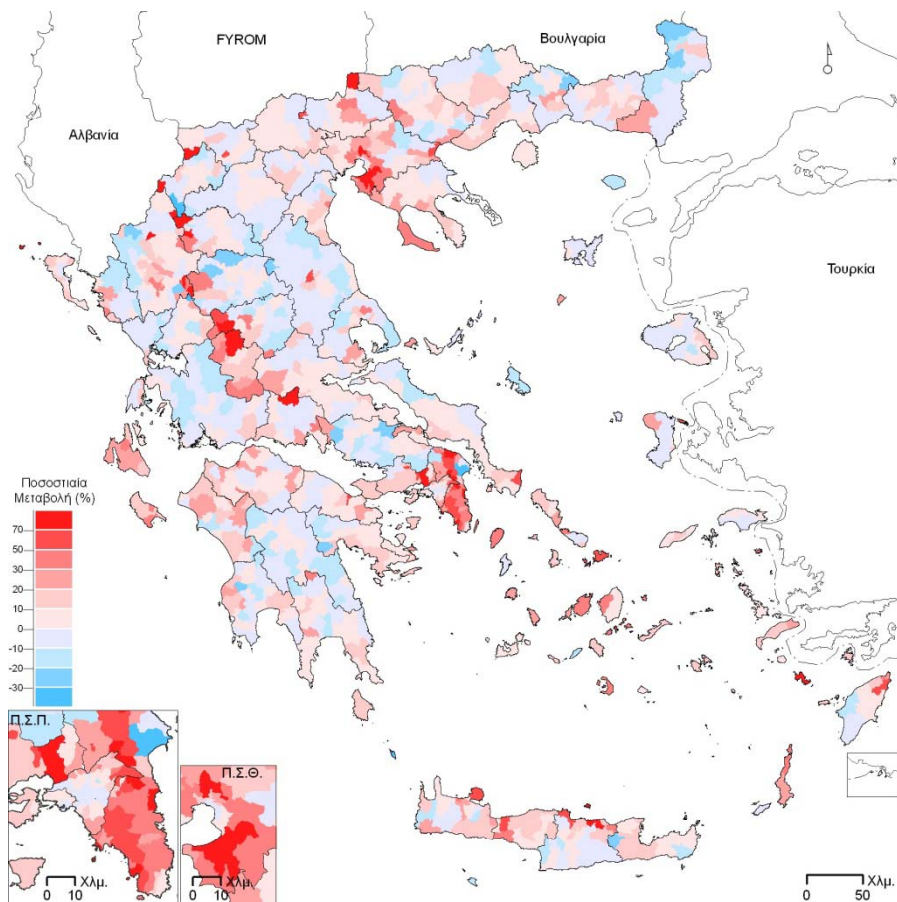 FYROM
Βουλγαρία
Αλβανία
Τουρκία
Ποσοστιαία
Μεταβολή (%)
70
50
30
20
10
0
-10
-20
-30
Π.Σ.Π.
Π.Σ.Θ.
0 10 Χλμ.
0 10 Χλμ.
0 50 Χλμ.